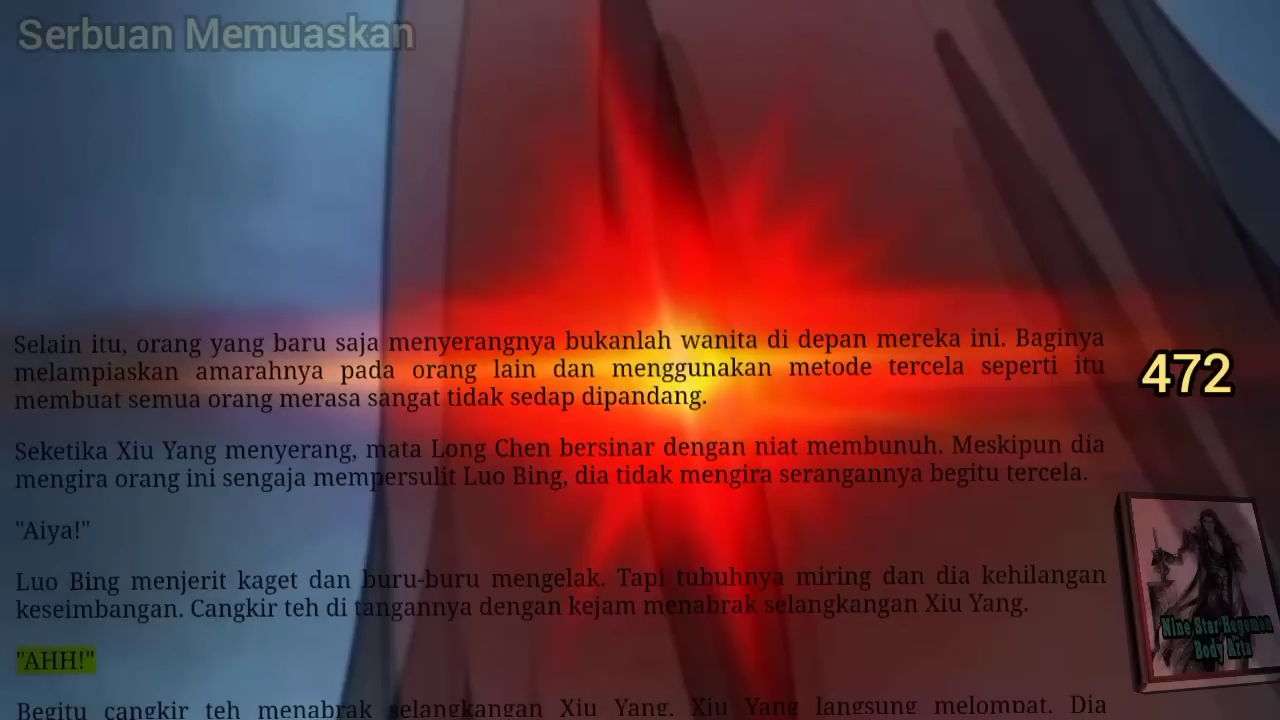 Serbuan Memuaskan
Selain itu, orang yang baru saja menyerangnya bukanlah wanita di depan mereka ini. Baginya
melampiaskan amarahnya pada orang lain dan menggunakan metode tercela seperti itu
membuat semua orang merasa sangat tidak sedap dipandang.
472
Seketika Xiu Yang menyerang, mata Long Chen bersinar dengan niat membunuh. Meskipun dia
mengira orang ini sengaja mempersulit Luo Bing, dia tidak mengira serangannya begitu tercela.
"Aiya!"
Luo Bing menjerit kaget dan buru-buru mengelak. Tapi tubuhnya miring dan dia kehilangan
keseimbangan. Cangkir teh di tangannya dengan kejam menabrak selangkangan Xiu Yang.
Nine Star Hegemon
Body Arts
"AHH!"
Begitu cangkir teh menabrak selangkangan Xiu Yang, Xiu Yang langsung melompat. Dia